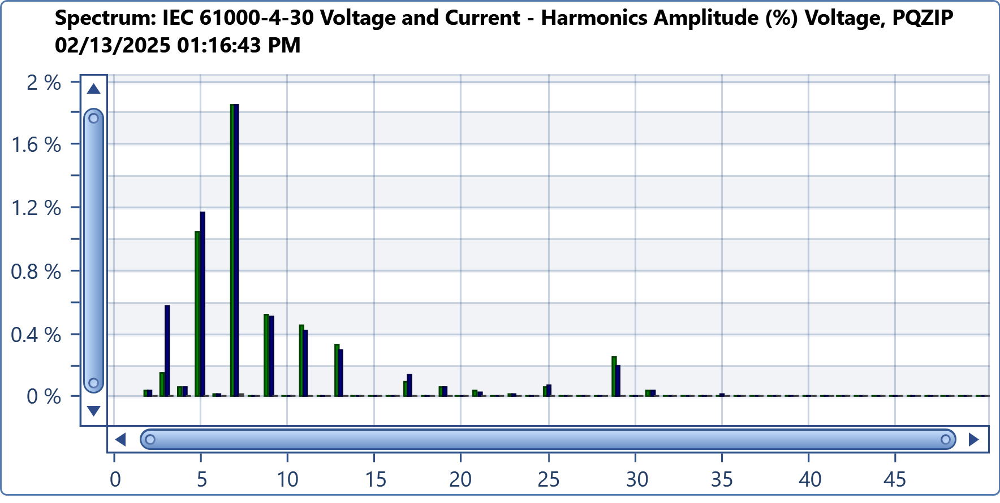 Spectrum: IEC 61000-4-30 Voltage and Current - Harmonics Amplitude (%) Voltage, PQZIP
02/13/2025 01:16:43 PM
2 %
1.6 %
1.2 %
0.8 %
0.4 %
0 %
0 5 10 15 20 25 30 35 40 45